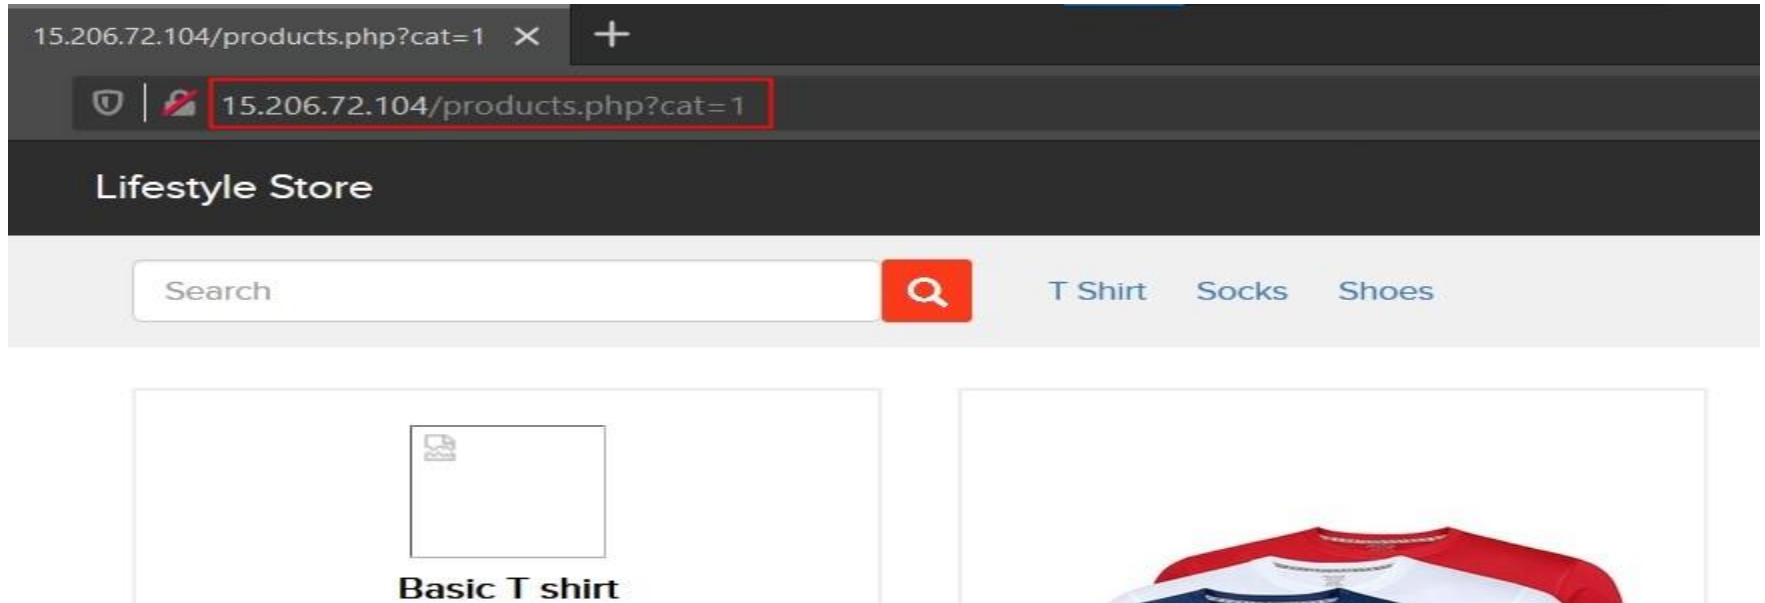 15.206.72.104/products.php?cat=1
15.206.72.104/products.php?cat=1
Lifestyle Store
Search T Shirt Socks Shoes
Basic T shirt